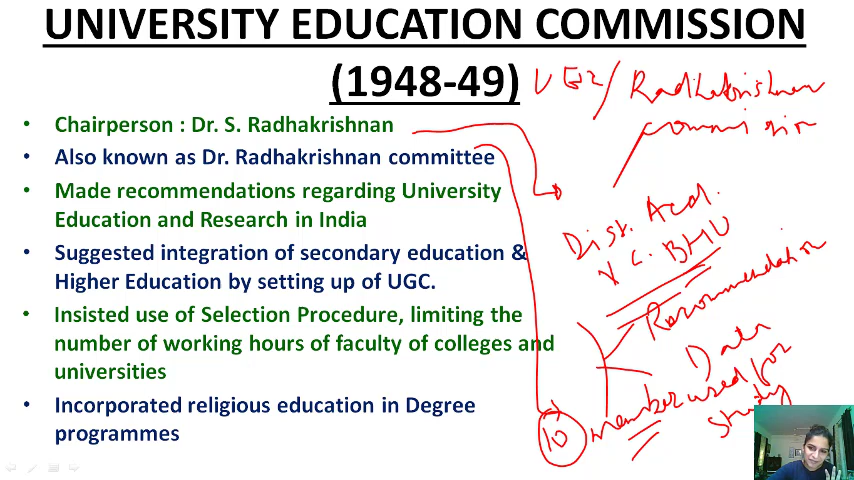 UNIVERSITY EDUCATION COMMISSION
(1948-49)
• Chairperson : Dr. S. Radhakrishnan
• Also known as Dr. Radhakrishnan committee
• Made recommendations regarding University
Education and Research in India
• Suggested integration of secondary education &
Higher Education by setting up of UGC.
• Insisted use of Selection Procedure, limiting the
number of working hours of faculty of colleges and
universities
• Incorporated religious education in Degree
programmes
/ Radhakrishnan
commission
Dist. Acd.
V.C. BHU
Recommendation
Data
used for
study
10 member